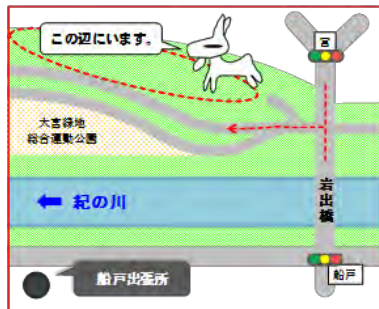 この辺にいます。
宮
大宮緑地
総合運動公園
紀の川
岩出橋
船戸出張所
船戸